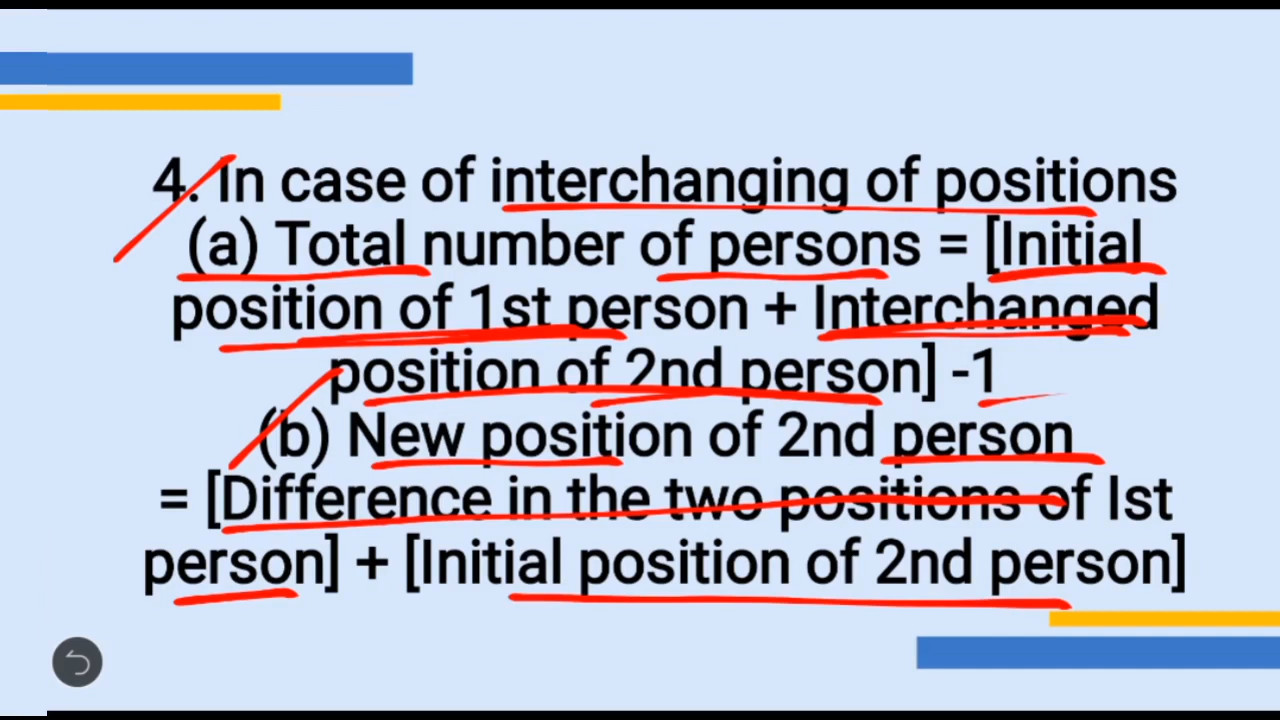 4. In case of interchanging of positions
(a) Total number of persons = [Initial
position of 1st person + Interchanged
position of 2nd person] -1
(b) New position of 2nd person
= [Difference in the two positions of Ist
person] + [Initial position of 2nd person]